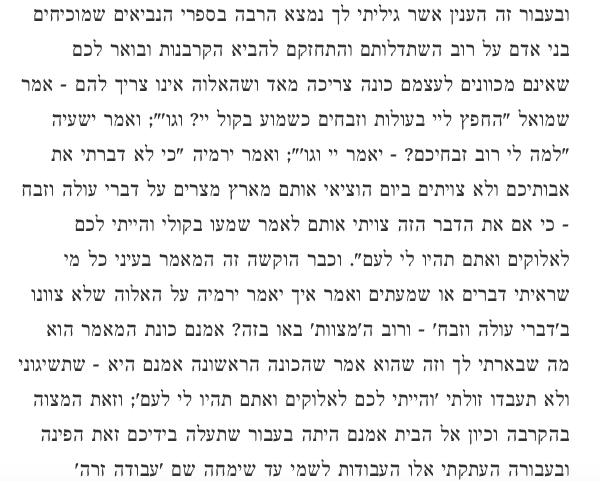 ובעבור זה הענין אשר גיליתי לך נמצא הרבה בספרי הנביאים שמוכיחים
בני אדם על רוב השתדלותם והתחזקם להביא הקרבנות ובואר לכם
שאינם מכוונים לעצמם כונה צריכה מאד ושהאלוה אינו צריך להם - אמר
שמואל "החפץ ליי בעולות וזבחים כשמוע בקול יי? וגו'"; ואמר ישעיה
"למה לי רוב זבחיכם? - יאמר יי וגו'"; ואמר ירמיה "כי לא דברתי את
אבותיכם ולא צויתים ביום הוציאי אותם מארץ מצרים על דברי עולה וזבח
- כי אם את הדבר הזה צויתי אותם לאמר שמעו בקולי והייתי לכם
לאלוקים ואתם תהיו לי לעם". וכבר הוקשה זה המאמר בעיני כל מי
שראיתי דברים או שמעתים ואמר איך יאמר ירמיה על האלוה שלא צוונו
ב'דברי עולה וזבח' - ורוב ה'מצוות' באו בזה? אמנם כונת המאמר הוא
מה שבארתי לך וזה שהוא אמר שהכונה הראשונה אמנם היא - שתשיגוני
ולא תעבדו זולתי 'והייתי לכם לאלוקים ואתם תהיו לי לעם'; וזאת המצוה
בהקרבה וכיון אל הבית אמנם היתה בעבור שתעלה בידיכם זאת הפינה
ובעבורה העתקתי אלו העבודות לשמי עד שימחה שם 'עבודה זרה'